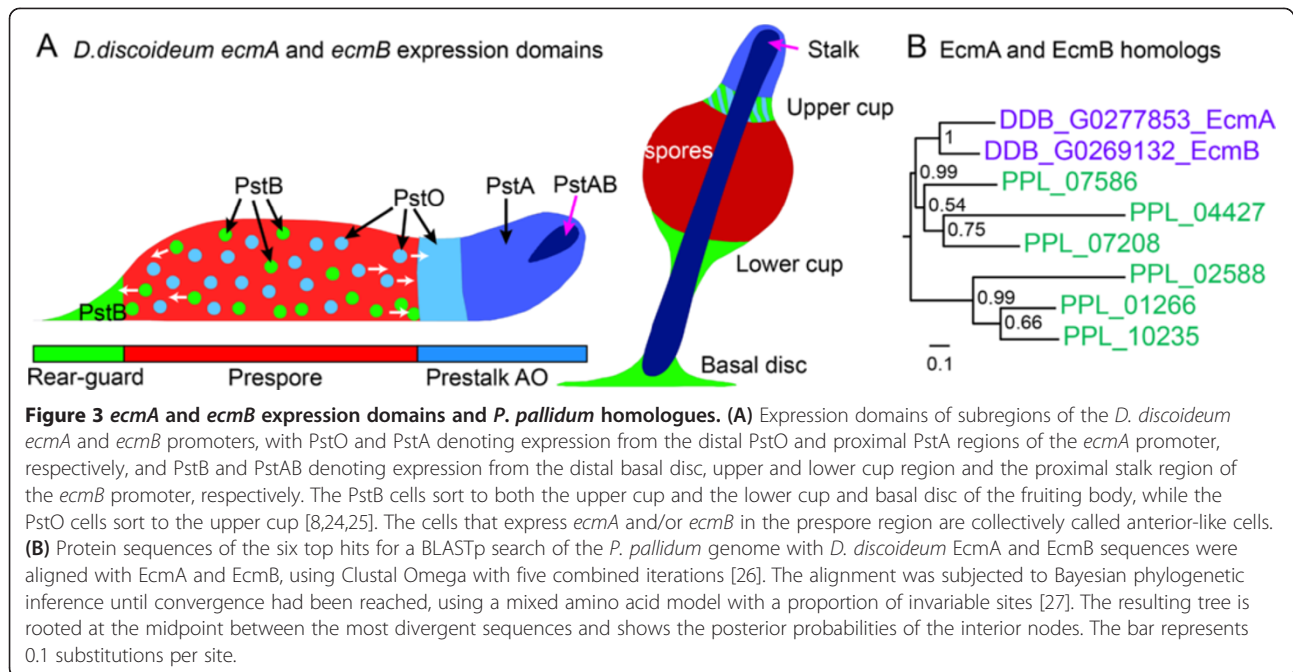 A D.discoideum ecmA and ecmB expression domains
PstB
PstO
PstA
PstAB
PstB
Rear-guard
Prespore
Prestalk AO
Stalk
Upper cup
spores
Lower cup
Basal disc
B EcmA and EcmB homologs
DDB_G0277853_EcmA
1
DDB_G0269132_EcmB
0.99
PPL_07586
0.54
PPL_04427
0.75
PPL_07208
PPL_02588
0.99
PPL_01266
0.66
PPL_10235
0.1
Figure 3 ecmA and ecmB expression domains and P. pallidum homologues. (A) Expression domains of subregions of the D. discoideum
ecmA and ecmB promoters, with PstO and PstA denoting expression from the distal PstO and proximal PstA regions of the ecmA promoter,
respectively, and PstB and PstAB denoting expression from the distal basal disc, upper and lower cup region and the proximal stalk region of
the ecmB promoter, respectively. The PstB cells sort to both the upper cup and the lower cup and basal disc of the fruiting body, while the
PstO cells sort to the upper cup [8,24,25]. The cells that express ecmA and/or ecmB in the prespore region are collectively called anterior-like cells.
(B) Protein sequences of the six top hits for a BLASTp search of the P. pallidum genome with D. discoideum EcmA and EcmB sequences were
aligned with EcmA and EcmB, using Clustal Omega with five combined iterations [26]. The alignment was subjected to Bayesian phylogenetic
inference until convergence had been reached, using a mixed amino acid model with a proportion of invariable sites [27]. The resulting tree is
rooted at the midpoint between the most divergent sequences and shows the posterior probabilities of the interior nodes. The bar represents
0.1 substitutions per site.